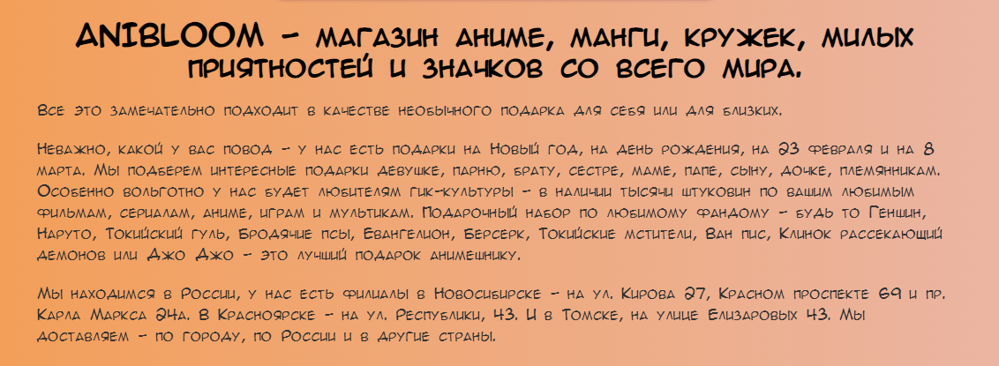 ANIBLOOM - магазин аниме, манги, кружек, милых
приятностей и значков со всего мира.
Все это замечательно подходит в качестве необычного подарка для себя или для близких.
Неважно, какой у вас повод - у нас есть подарки на Новый год, на день рождения, на 23 февраля и на 8
марта. Мы подберем интересные подарки девушке, парню, брату, сестре, маме, папе, сыну, дочке, племянникам.
Особенно вольготно у нас будет любителям гик-культуры - в наличии тысячи штуковин по вашим любимым
фильмам, сериалам, аниме, играм и мультикам. Подарочный набор по любимому фандому - будь то Геншин,
Наруто, Токийский гуль, Бродячие псы, Евангелион, Берсерк, Токийские мстители, Ван пис, Клинок рассекающий
демонов или Джо Джо - это лучший подарок анимешнику.
Мы находимся в России, у нас есть филиалы в Новосибирске - на ул. Кирова 27, Красном проспекте 69 и пр.
Карла Маркса 24а. В Красноярске - на ул. Республики, 43. И в Томске, на улице Елизаровых 43. Мы
доставляем - по городу, по России и в другие страны.